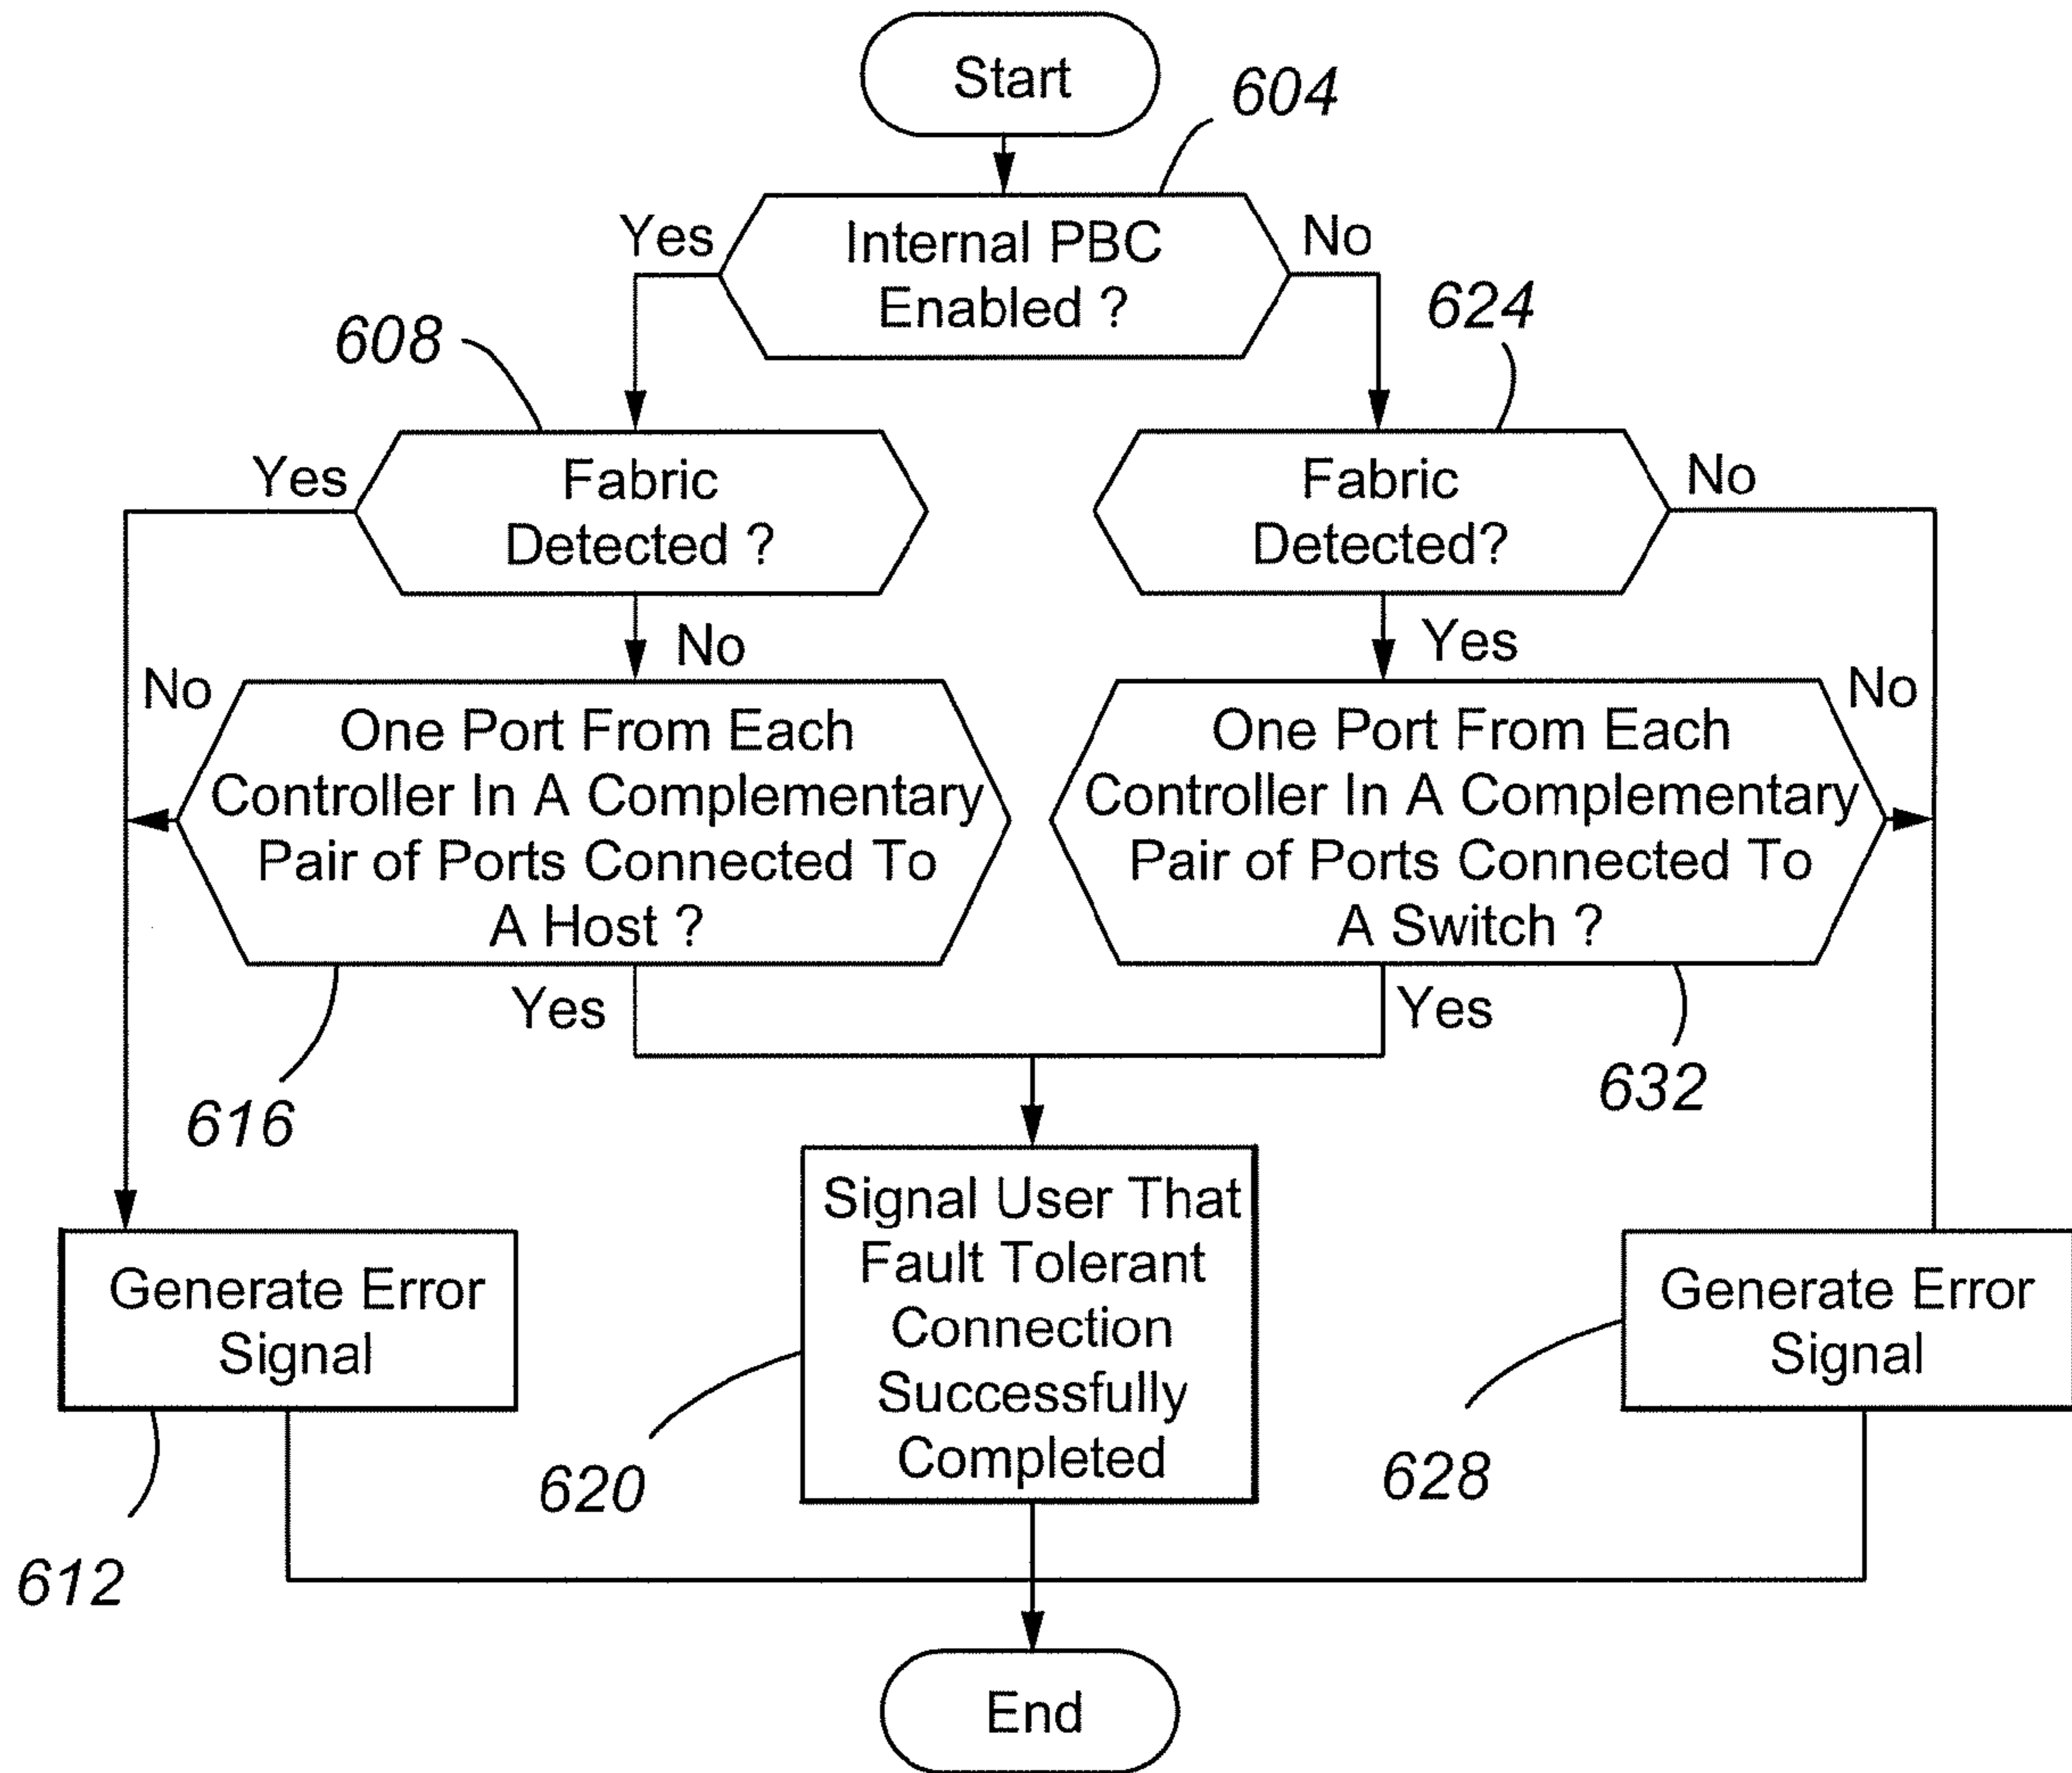 Start
604
Yes
Internal PBC
Enabled ?
No
608
624
Yes
Fabric
Detected ?
Fabric
Detected?
No
No
Yes
No
One Port From Each
Controller In A Complementary
Pair of Ports Connected To
A Host ?
One Port From Each
Controller In A Complementary
Pair of Ports Connected To
A Switch ?
No
Yes
Yes
616
632
Generate Error
Signal
Signal User That
Fault Tolerant
Connection
Successfully
Completed
Generate Error
Signal
612
620
628
End